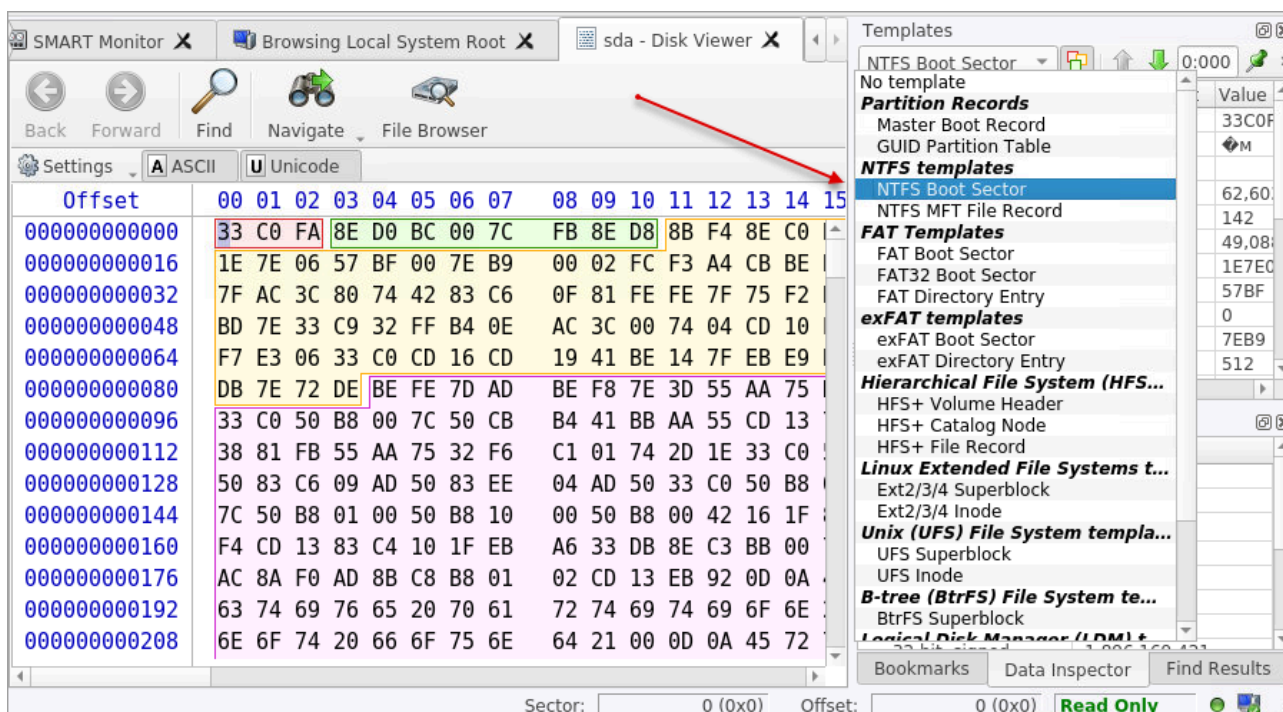 SMART Monitor X
Browsing Local System Root X
sda - Disk Viewer X
Back
Forward
Find
Navigate
File Browser
Settings
A ASCII
U Unicode
Offset 00 01 02 03 04 05 06 07 08 09 10 11 12 13 14 15
000000000000 33 C0 FA 8E D0 BC 00 7C FB 8E D8 8B F4 8E C0
000000000016 1E 7E 06 57 BF 00 7E B9 00 02 FC F3 A4 CB BE
000000000032 7F AC 3C 80 74 42 83 C6 0F 81 FE FE 7F 75 F2
000000000048 BD 7E 33 C9 32 FF B4 0E AC 3C 00 74 04 CD 10
000000000064 F7 E3 06 33 C0 CD 16 CD 19 41 BE 14 7F EB E9
000000000080 DB 7E 72 DE BE FE 7D AD BE F8 7E 3D 55 AA 75
000000000096 33 C0 50 B8 00 7C 50 CB B4 41 BB AA 55 CD 13
000000000112 38 81 FB 55 AA 75 32 F6 C1 01 74 2D 1E 33 C0
000000000128 50 83 C6 09 AD 50 83 EE 04 AD 50 33 C0 50 B8
000000000144 7C 50 B8 01 00 50 B8 10 00 50 B8 00 42 16 1F
000000000160 F4 CD 13 83 C4 10 1F EB A6 33 DB 8E C3 BB 00
000000000176 AC 8A F0 AD 8B C8 B8 01 02 CD 13 EB 92 0D 0A
000000000192 63 74 69 76 65 20 70 61 72 74 69 74 69 6F 6E
000000000208 6E 6F 74 20 66 6F 75 6E 64 21 00 0D 0A 45 72
Templates
NTFS Boot Sector
0:000
No template
Partition Records
Master Boot Record
GUID Partition Table
NTFS templates
NTFS Boot Sector
NTFS MFT File Record
FAT Templates
FAT Boot Sector
FAT32 Boot Sector
FAT Directory Entry
exFAT templates
exFAT Boot Sector
exFAT Directory Entry
Hierarchical File System (HFS...
HFS+ Volume Header
HFS+ Catalog Node
HFS+ File Record
Linux Extended File Systems t...
Ext2/3/4 Superblock
Ext2/3/4 Inode
Unix (UFS) File System templa...
UFS Superblock
UFS Inode
B-tree (BtrFS) File System te...
BtrFS Superblock
Logical Disk Manager (LDM) t...
Value
33C0F
142
1E7E0
57BF
0
7EB9
512
Bookmarks
Data Inspector
Find Results
Sector: 0 (0x0) Offset: 0 (0x0) Read Only